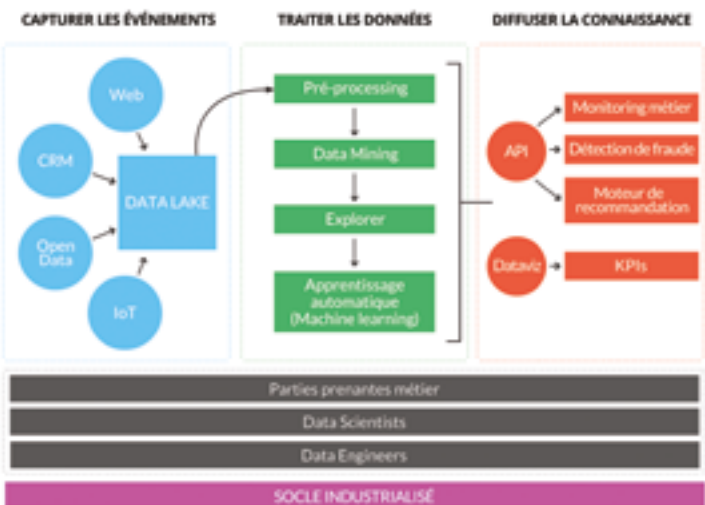 CAPTURER LES ÉVÉNEMENTS
TRAITER LES DONNÉES
DIFFUSER LA CONNAISSANCE
Web
CRM
DATA LAKE
Open
Data
IoT
Pré-processing
Data Mining
Explorer
Apprentissage
automatique
(Machine learning)
API
Monitoring métier
Détection de fraude
Moteur de
recommandation
Dataviz
KPIs
Parties prenantes métier
Data Scientists
Data Engineers
SOCLE INDUSTRIALISÉ